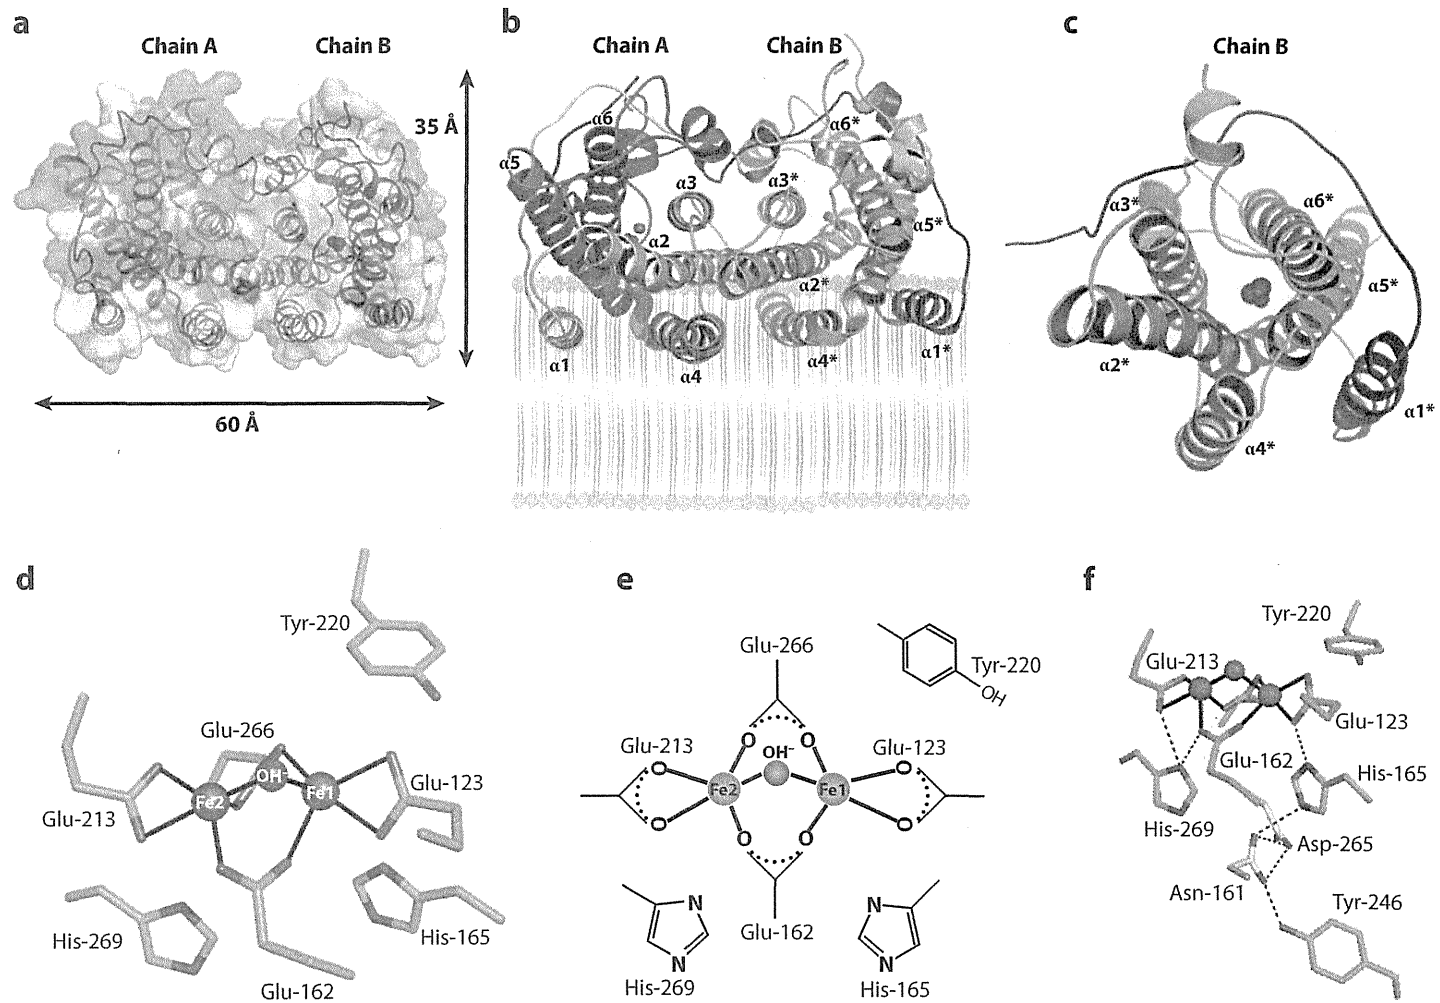 a
Chain A
Chain B
35 Å
60 Å
b
Chain A
Chain B
α6
α6*
α5
α3
α3*
α2
α5*
α2*
α1
α4
α4*
α1*
c
Chain B
α3*
α6*
α5*
α2*
α1*
α4*
d
Tyr-220
Glu-266
OH⁻
Fe2
Fe1
Glu-123
Glu-213
His-269
His-165
Glu-162
e
Glu-266
Tyr-220
OH
Glu-213
O
O
OH⁻
Glu-123
O
O
Fe2
Fe1
O
O
O
O
N
N
Glu-162
N
N
His-269
His-165
f
Tyr-220
Glu-213
Glu-123
Glu-162
His-165
His-269
Asp-265
Asn-161
Tyr-246